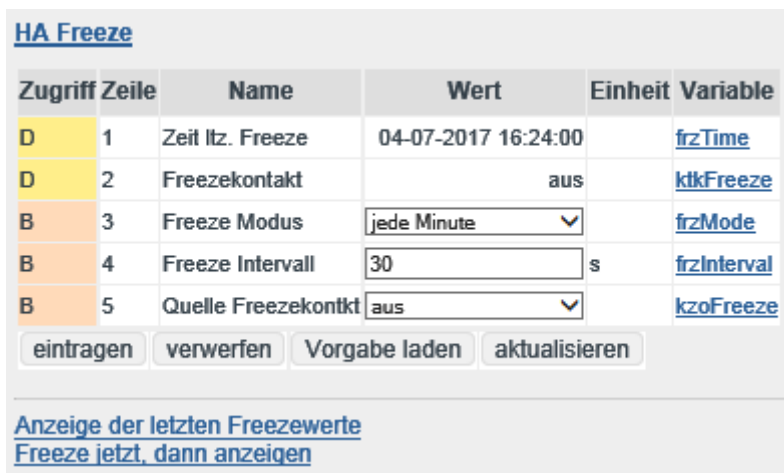 HA Freeze
Zugriff Zeile Name Wert Einheit Variable
D 1 Zeit ltz. Freeze 04-07-2017 16:24:00 frzTime
D 2 Freezekontakt aus ktkFreeze
B 3 Freeze Modus jede Minute frzMode
B 4 Freeze Intervall 30 s frzInterval
B 5 Quelle Freezekontkt aus kzoFreeze
eintragen verwerfen Vorgabe laden aktualisieren
Anzeige der letzten Freezewerte
Freeze jetzt, dann anzeigen